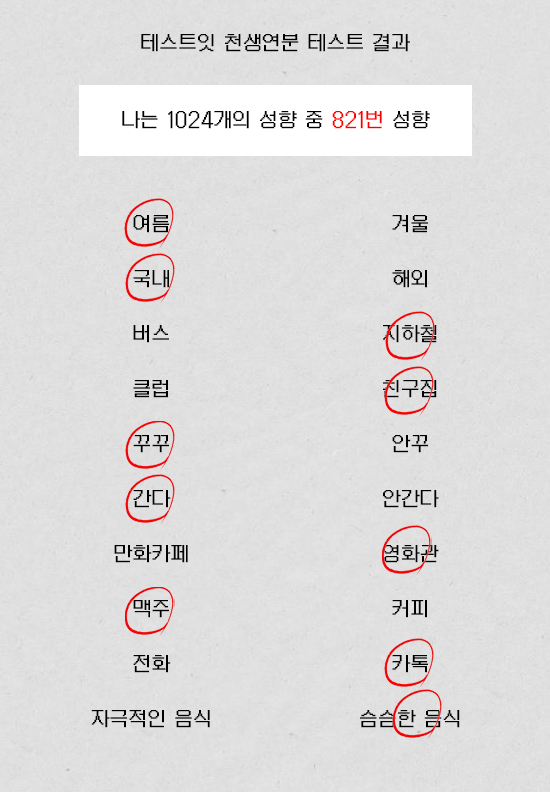 테스트잇 천생연분 테스트 결과
나는 1024개의 성향 중 821번 성향
여름 겨울
국내 해외
버스 지하철
클럽 친구집
꾸꾸 안꾸
간다 안간다
만화카페 영화관
맥주 커피
전화 카톡
자극적인 음식 슴슴한 음식